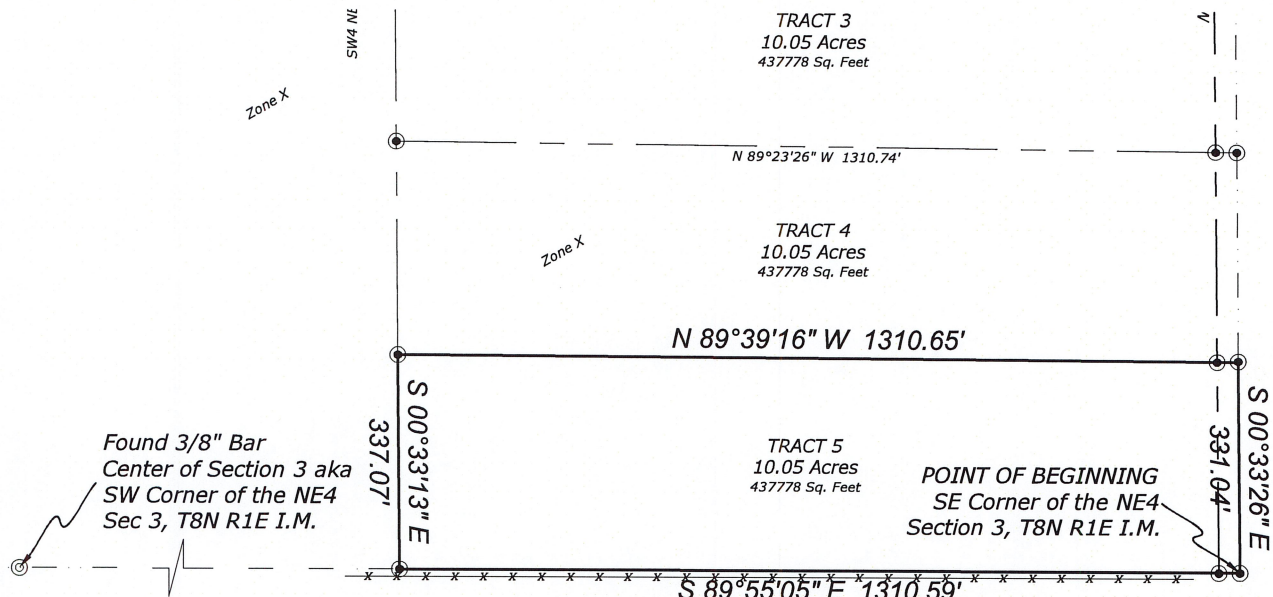 SW4 NE
TRACT 3
10.05 Acres
437778 Sq. Feet
Zone X
N 89°23'26" W 1310.74'
Zone X
TRACT 4
10.05 Acres
437778 Sq. Feet
N 89°39'16" W 1310.65'
S 00°33'13" E
337.07'
TRACT 5
10.05 Acres
437778 Sq. Feet
331.04'
S 00°33'26" E
Found 3/8" Bar
Center of Section 3 aka
SW Corner of the NE4
Sec 3, T8N R1E I.M.
POINT OF BEGINNING
SE Corner of the NE4
Section 3, T8N R1E I.M.
x x x x x x x x x x x x x x x x x x x x x x x x x x x x
S 89°55'05" E 1310.59'